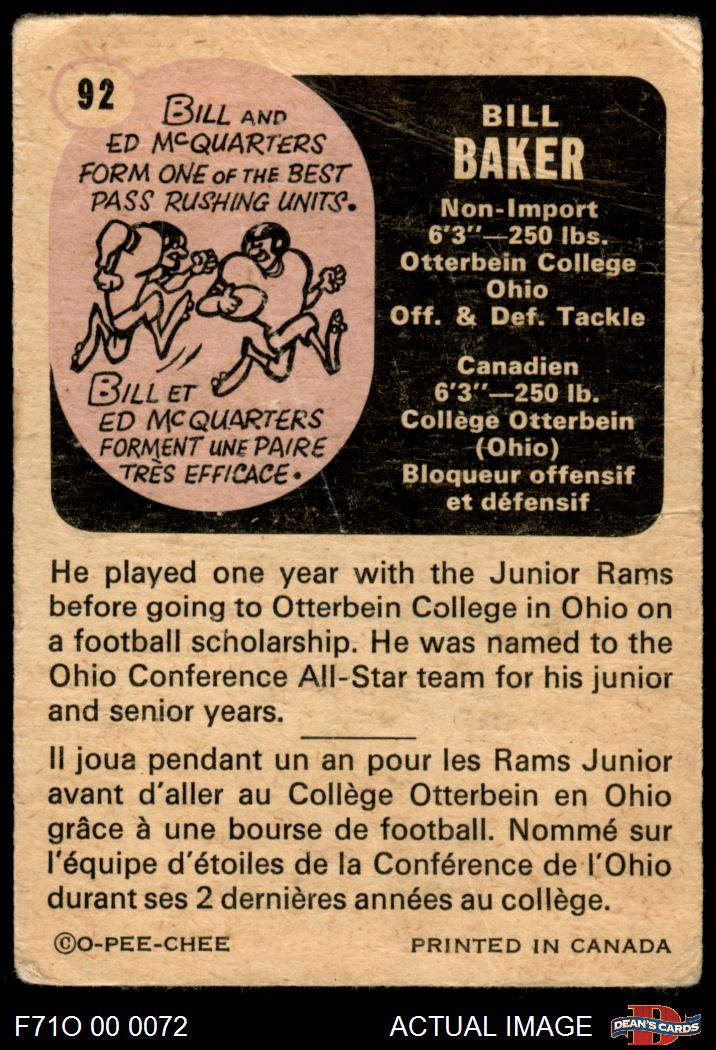 92
BILL AND
ED McQUARTERS
FORM ONE OF THE BEST
PASS RUSHING UNITS.
BILL ET
ED McQUARTERS
FORMENT UNE PAIRE
TRÈS EFFICACE.
BILL
BAKER
Non-Import
6'3"—250 lbs.
Otterbein College
Ohio
Off. & Def. Tackle
Canadien
6'3"—250 lb.
Collège Otterbein
(Ohio)
Bloqueur offensif
et défensif
He played one year with the Junior Rams
before going to Otterbein College in Ohio on
a football scholarship. He was named to the
Ohio Conference All-Star team for his junior
and senior years.
Il joua pendant un an pour les Rams Junior
avant d'aller au Collège Otterbein en Ohio
grâce à une bourse de football. Nommé sur
l'équipe d'étoiles de la Conférence de l'Ohio
durant ses 2 dernières années au collège.
©O-PEE-CHEE PRINTED IN CANADA
F71O 00 0072 ACTUAL IMAGE
D
DEAN'S CARDS